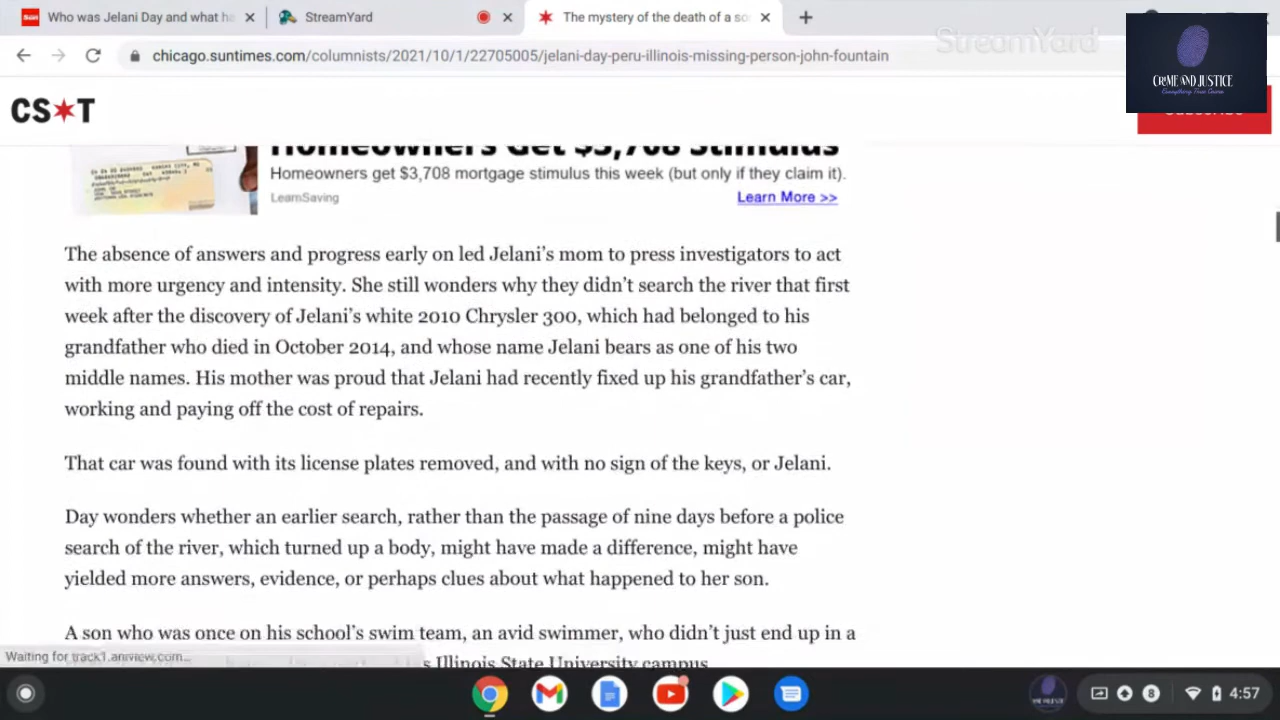 Who was Jelani Day and what ha
StreamYard
The mystery of the death of a so
StreamYard
chicago.suntimes.com/columnists/2021/10/1/22705005/jelani-day-peru-illinois-missing-person-john-fountain
CRIME AND JUSTICE
Everything True Crime
CS T
Homeowners Get $3,708 Stimulus
Homeowners get $3,708 mortgage stimulus this week (but only if they claim it).
LearnSaving
Learn More >>
The absence of answers and progress early on led Jelani's mom to press investigators to act
with more urgency and intensity. She still wonders why they didn't search the river that first
week after the discovery of Jelani's white 2010 Chrysler 300, which had belonged to his
grandfather who died in October 2014, and whose name Jelani bears as one of his two
middle names. His mother was proud that Jelani had recently fixed up his grandfather's car,
working and paying off the cost of repairs.
That car was found with its license plates removed, and with no sign of the keys, or Jelani.
Day wonders whether an earlier search, rather than the passage of nine days before a police
search of the river, which turned up a body, might have made a difference, might have
yielded more answers, evidence, or perhaps clues about what happened to her son.
A son who was once on his school's swim team, an avid swimmer, who didn't just end up in a
Illinois State University campus
Waiting for track1.aniview.com...
8
4:57